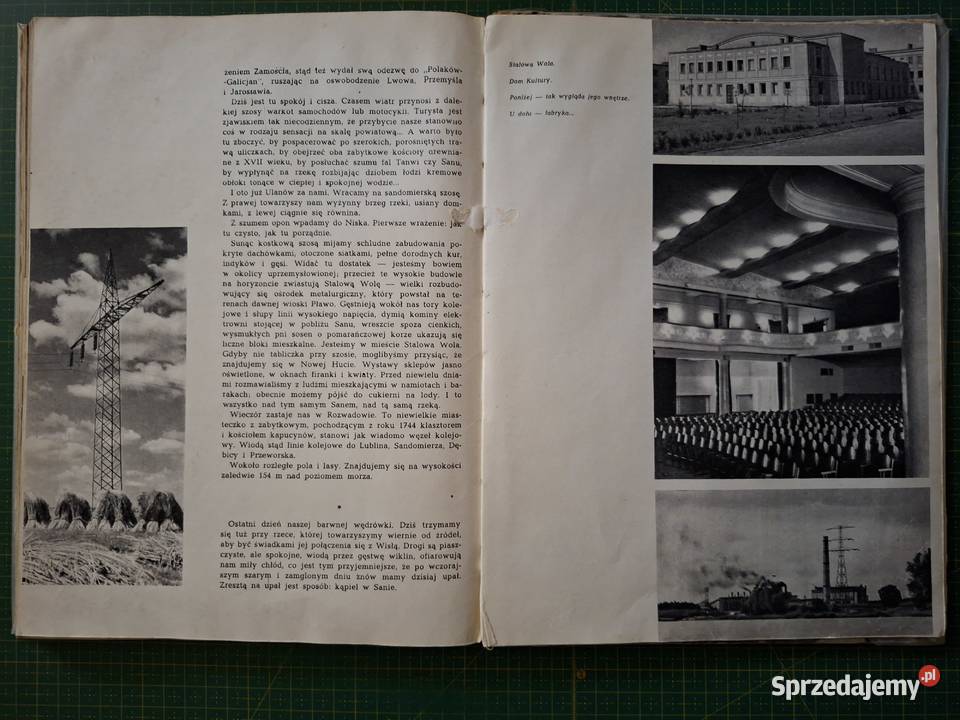 żeniem Zamościa, stąd też wydał swą odezwę do „Polaków-
-Galicjan", ruszając na oswobodzenie Lwowa, Przemyśla
i Jarosławia.
Dziś jest tu spokój i cisza. Czasem wiatr przynosi z dale-
kiej szosy warkot samochodów lub motocykli. Turysta jest
zjawiskiem tak niecodziennym, że przybycie nasze stanowiło
coś w rodzaju sensacji na skalę powiatową... A warto było
tu zboczyć, by pospacerować po szerokich, porośniętych tra-
wą uliczkach, by obejrzeć oba zabytkowe kościoły drewnia-
ne z XVII wieku, by posłuchać szumu fal Tanwi czy Sanu,
by wypłynąć na rzekę rozbijając dziobem łodzi kremowe
obłoki tonące w ciepłej i spokojnej wodzie...
I oto już Ulanów za nami. Wracamy na sandomierską szosę.
Z prawej towarzyszy nam wyżynny brzeg rzeki, usiany dom-
kami, z lewej ciągnie się równina.
Z szumem opon wpadamy do Niska. Pierwsze wrażenie: jak
tu czysto, jak tu porządnie.
Sunąc kostkową szosą mijamy schludne zabudowania po-
kryte dachówkami, otoczone siatkami, pełne dorodnych kur,
indyków i gęsi. Widać tu dostatek — jesteśmy bowiem
w okolicy uprzemysłowionej; przecież te wysokie budowle
na horyzoncie zwiastują Stalową Wolę — wielki rozbudo-
wujący się ośrodek metalurgiczny, który powstał na te-
renach dawnej wioski Pławo. Gęstnieją wokół nas tory kole-
jowe i słupy linii wysokiego napięcia, dymią kominy elek-
trowni stojącej w pobliżu Sanu, wreszcie spoza cienkich,
wysmukłych pni sosen o pomarańczowej korze ukazują się
liczne bloki mieszkalne. Jesteśmy w mieście Stalowa Wola.
Gdyby nie tabliczka przy szosie, moglibyśmy przysiąc, że
znajdujemy się w Nowej Hucie. Wystawy sklepów jasno
oświetlone, w oknach firanki i kwiaty. Przed niewielu dnia-
mi rozmawialiśmy z ludźmi mieszkającymi w namiotach i ba-
rakach; obecnie możemy pójść do cukierni na lody. I to
wszystko nad tym samym Sanem, nad tą samą rzeką.
Wieczór zastaje nas w Rozwadowie. To niewielkie mias-
teczko z zabytkowym, pochodzącym z roku 1744 klasztorem
i kościołem kapucynów, stanowi jak wiadomo węzeł kolejo-
wy. Wiodą stąd linie kolejowe do Lublina, Sandomierza, Dę-
bicy i Przeworska.
Wokoło rozległe pola i lasy. Znajdujemy się na wysokości
zaledwie 154 m nad poziomem morza.
*
Ostatni dzień naszej barwnej wędrówki. Dziś trzymamy
się tuż przy rzece, której towarzyszymy wiernie od źródeł,
aby być świadkami jej połączenia się z Wisłą. Drogi są piasz-
czyste, ale spokojne, wiodą przez gęstwę wiklin, ofiarowują
nam miły chłód, co jest tym przyjemniejsze, że po wczoraj-
szym szarym i zamglonym dniu znów mamy dzisiaj upał.
Zresztą na upał jest sposób: kąpiel w Sanie.
Stalowa Wola.
Dom Kultury.
Poniżej — tak wygląda jego wnętrze.
U dołu — fabryka...
Sprzedajemy.pl